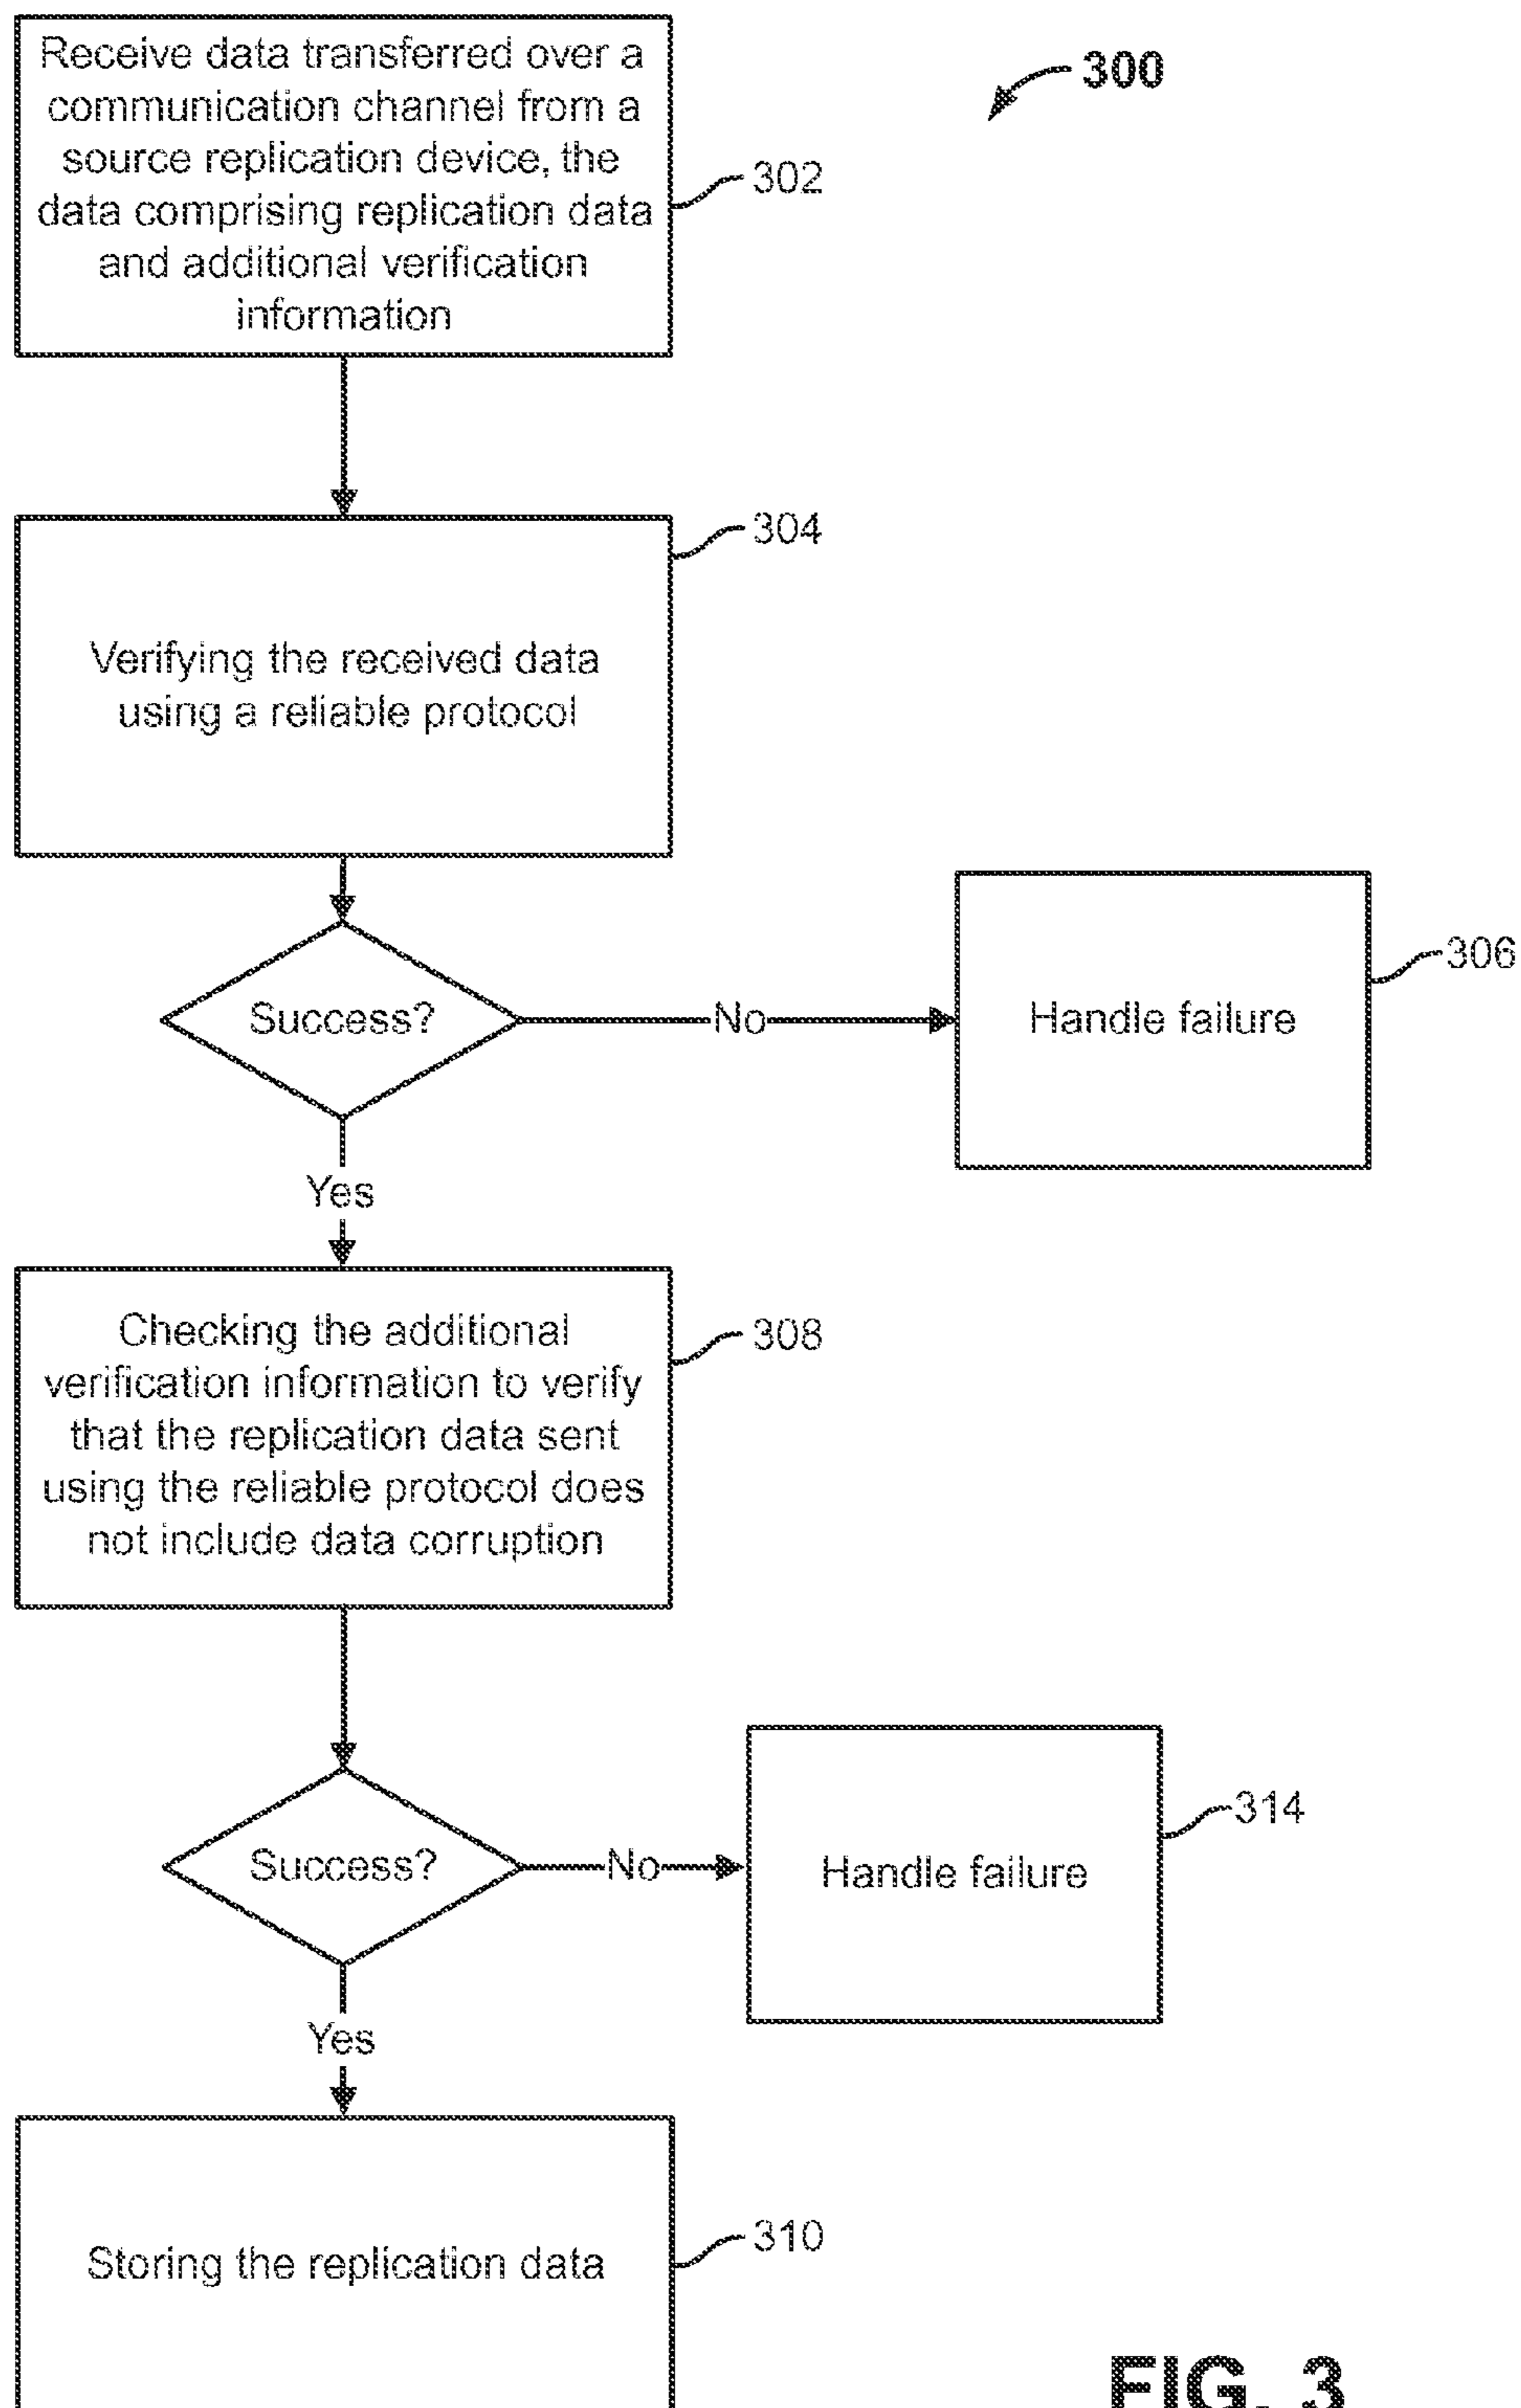 Receive data transferred over a
communication channel from a
source replication device, the
data comprising replication data
and additional verification
information
300
302
304
Verifying the received data
using a reliable protocol
Success?
No
Handle failure
306
Yes
Checking the additional
verification information to verify
that the replication data sent
using the reliable protocol does
not include data corruption
308
Success?
No
Handle failure
314
Yes
Storing the replication data
310
FIG. 3